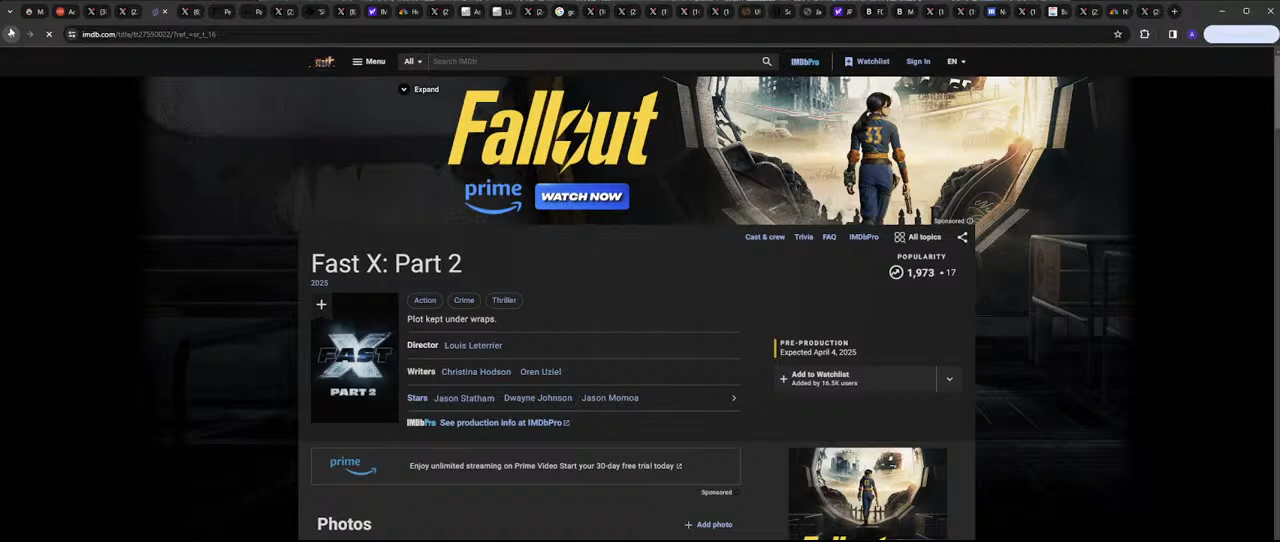 imdb.com/title/tt27550022/?ref_=sr_t_16
Menu
All
Search IMDb
IMDbPro
Watchlist
Sign In
EN
Expand
Fallout
prime
WATCH NOW
33
Sponsored
Cast & crew
Trivia
FAQ
IMDbPro
All topics
Fast X: Part 2
2025
POPULARITY
1,973
17
Action
Crime
Thriller
Plot kept under wraps.
Director Louis Leterrier
Writers Christina Hodson Oren Uziel
Stars Jason Statham Dwayne Johnson Jason Momoa
IMDbPro See production info at IMDbPro
FAST X
PART 2
PRE-PRODUCTION
Expected April 4, 2025
Add to Watchlist
Added by 16.5K users
prime
Enjoy unlimited streaming on Prime Video Start your 30-day free trial today
Sponsored
Photos
+ Add photo